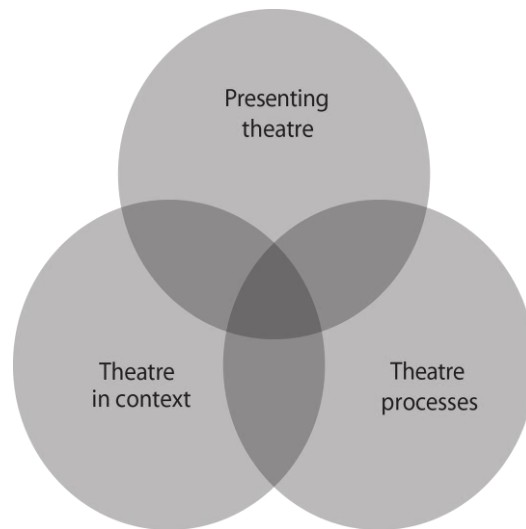 Presenting
theatre
Theatre
in context
Theatre
processes